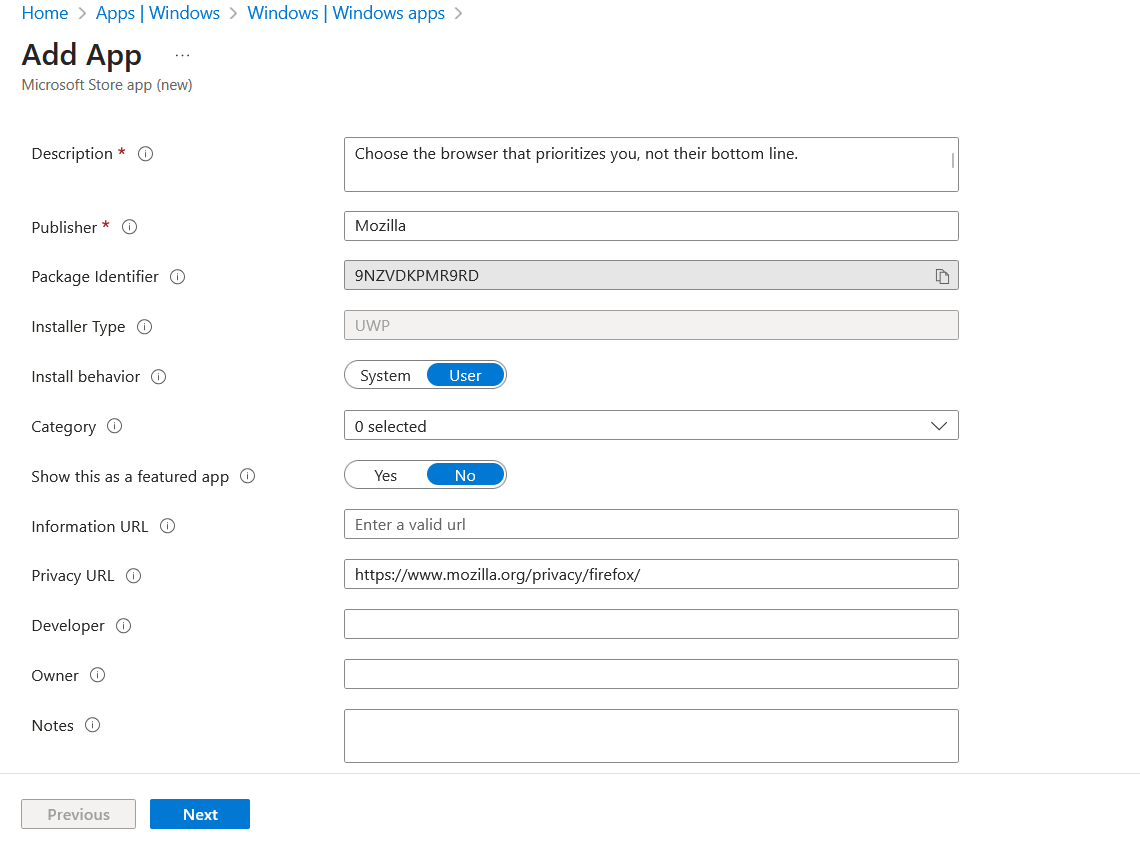 Home > Apps | Windows > Windows | Windows apps >
Add App ...
Microsoft Store app (new)
Description * Choose the browser that prioritizes you, not their bottom line.
Publisher * Mozilla
Package Identifier 9NZVDKPMR9RD
Installer Type UWP
Install behavior System User
Category 0 selected
Show this as a featured app Yes No
Information URL Enter a valid url
Privacy URL https://www.mozilla.org/privacy/firefox/
Developer
Owner
Notes
Previous Next